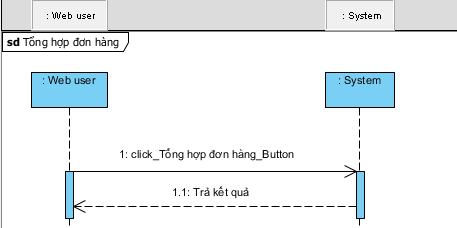 : Web user
: System
sd Tổng hợp đơn hàng
: Web user
: System
1: click_Tổng hợp đơn hàng_Button
1.1: Trả kết quả